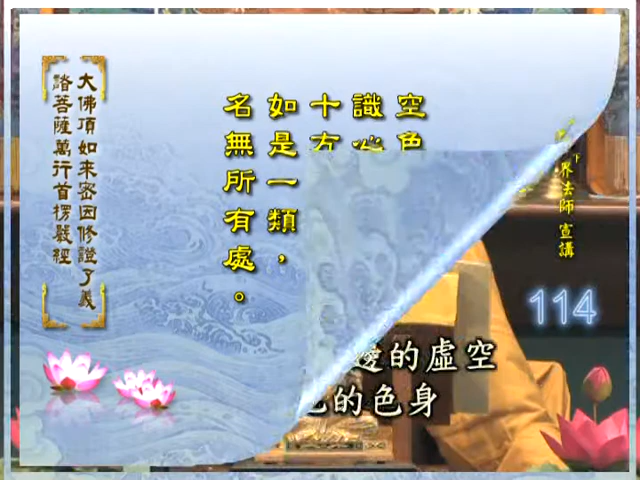 空色
識心
十方
如是一類，
名無所有處。
大佛頂如來密因修證了義
諸菩薩萬行首楞嚴經
下
界法師 宣講
114
邊的虛空
的色身